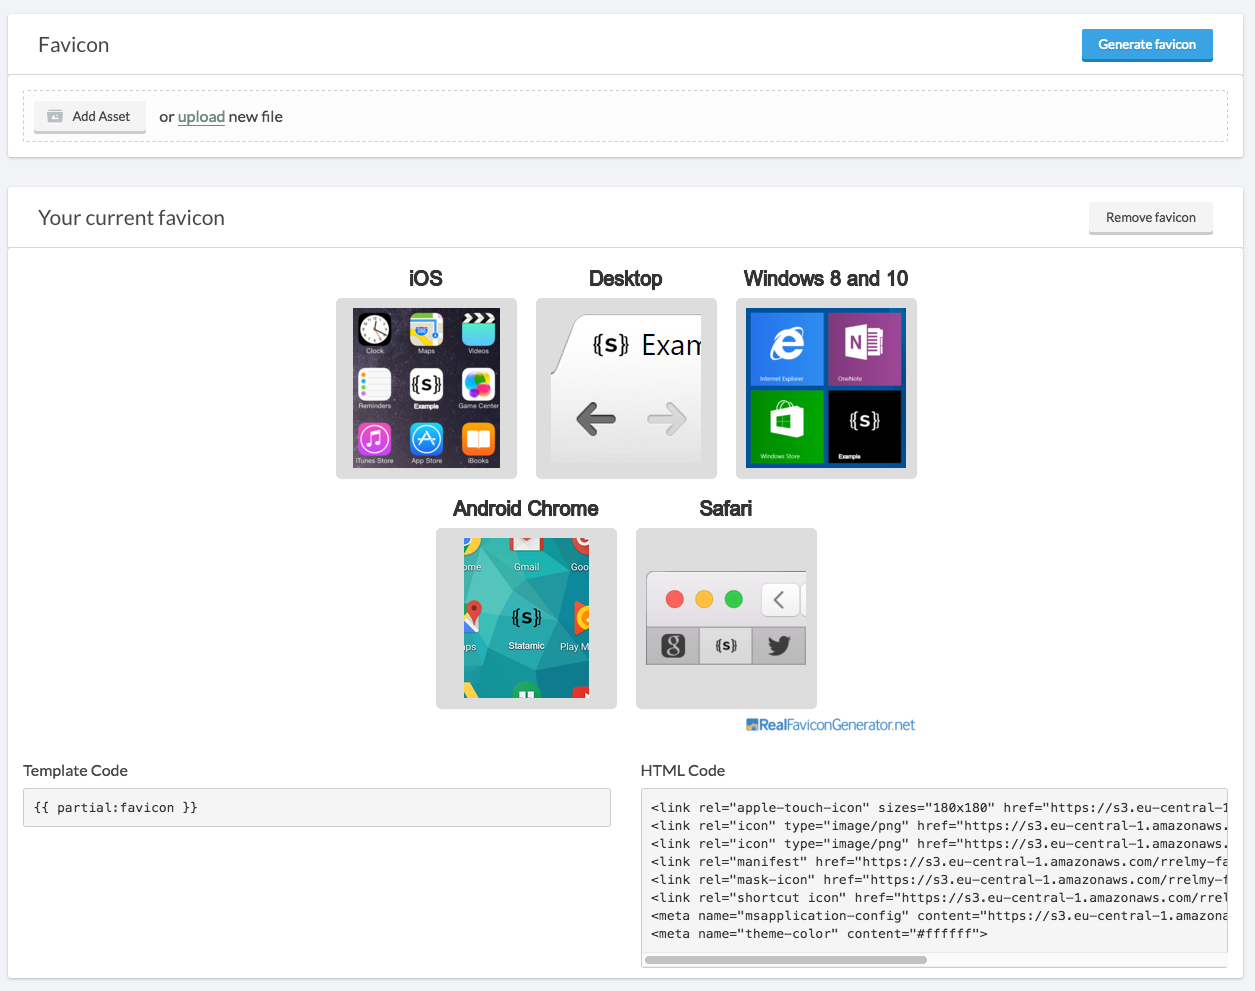 Favicon
Generate favicon
Add Asset
or upload new file
Your current favicon
Remove favicon
iOS
Desktop
Windows 8 and 10
Clock
Maps
Videos
280
Reminders
{s}
Example
Game Center
iTunes Store
App Store
iBooks
{s} Exam
Internet Explorer
OneNote
N
Windows Store
{s}
Example
Android Chrome
Safari
ome
Gmail
Goo
{s}
aps
Statamic
Play M
g
{s}
RealFaviconGenerator.net
Template Code
{{ partial:favicon }}
HTML Code
<link rel="apple-touch-icon" sizes="180x180" href="https://s3.eu-central-1
<link rel="icon" type="image/png" href="https://s3.eu-central-1.amazonaws.
<link rel="icon" type="image/png" href="https://s3.eu-central-1.amazonaws.
<link rel="manifest" href="https://s3.eu-central-1.amazonaws.com/rrelmy-fa
<link rel="mask-icon" href="https://s3.eu-central-1.amazonaws.com/rrelmy-f
<link rel="shortcut icon" href="https://s3.eu-central-1.amazonaws.com/rrel
<meta name="msapplication-config" content="https://s3.eu-central-1.amazona
<meta name="theme-color" content="#ffffff">